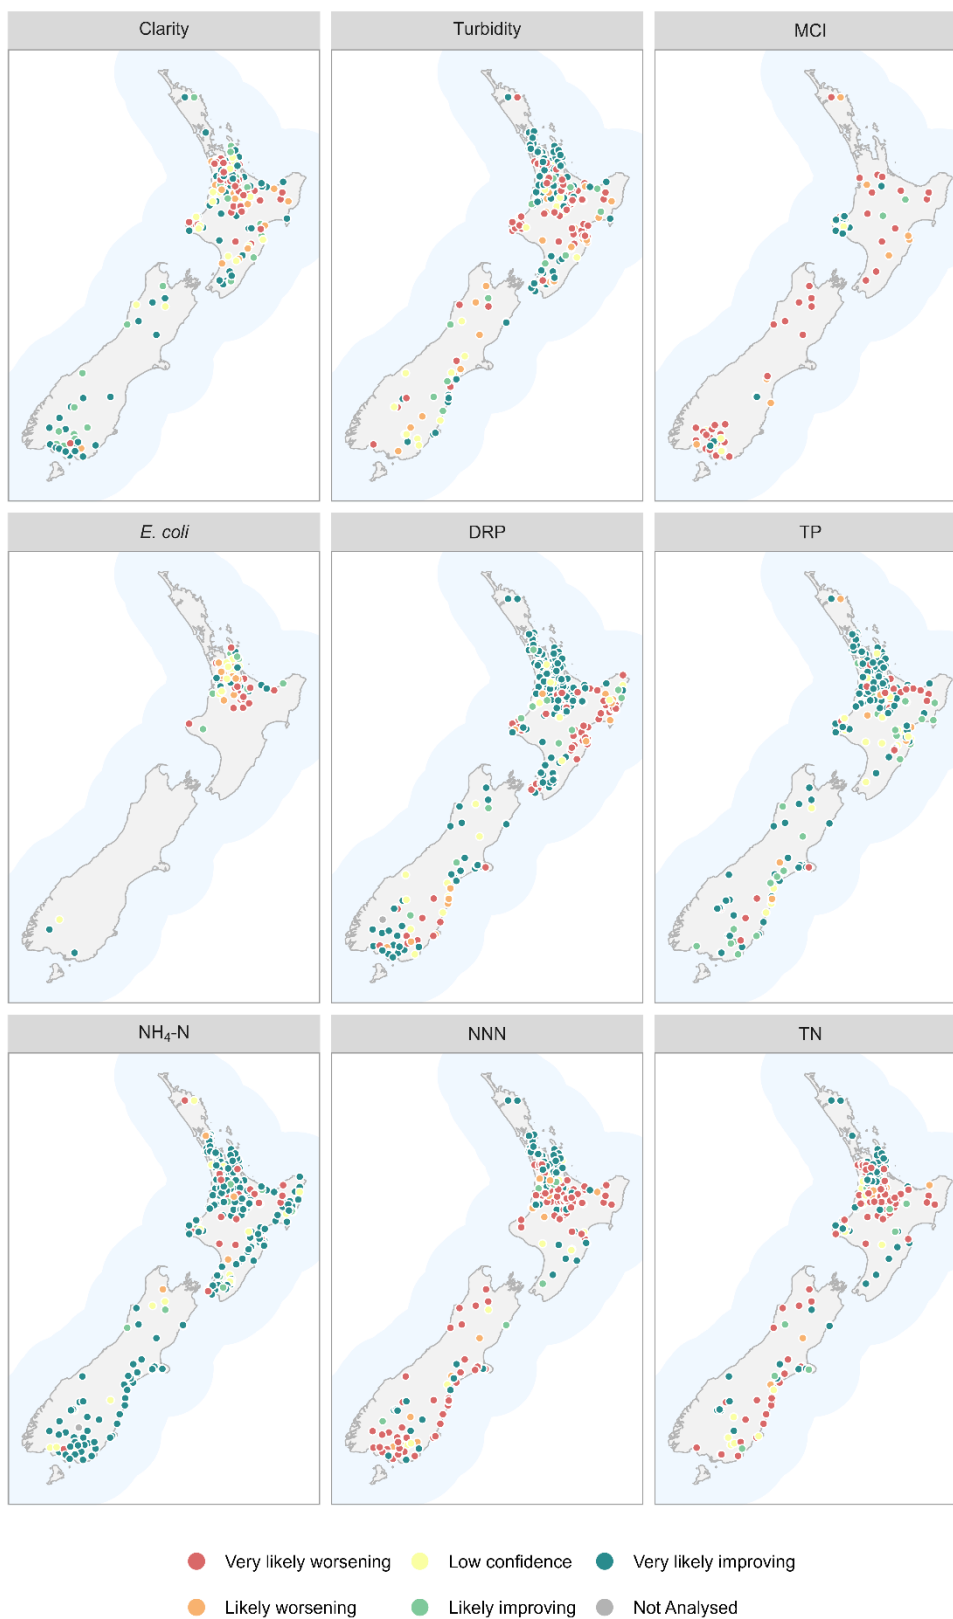 Clarity Turbidity MCI
E. coli DRP TP
NH₄-N NNN TN
Very likely worsening Low confidence Very likely improving
Likely worsening Likely improving Not Analysed